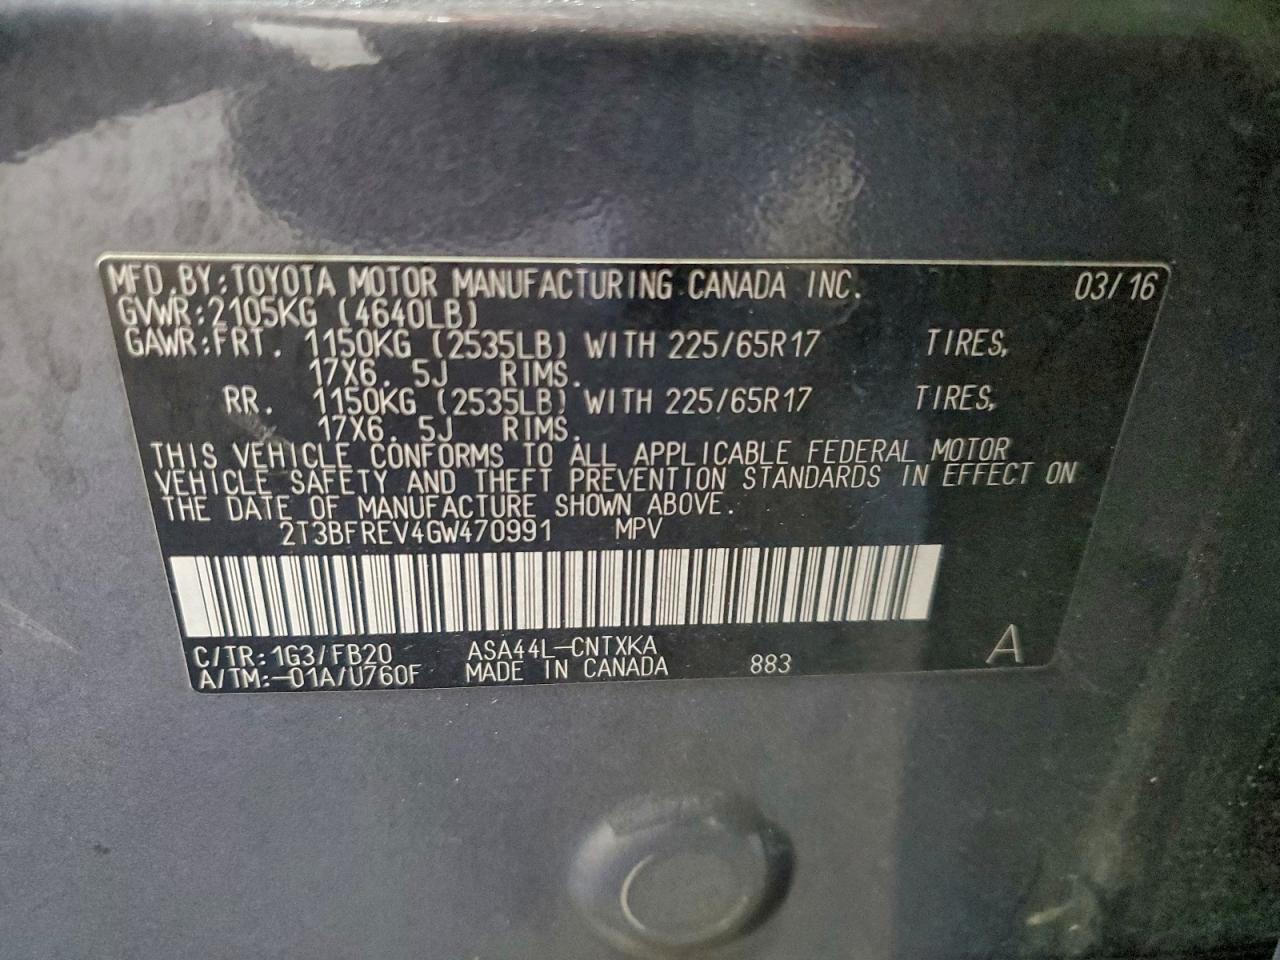 MFD.BY:TOYOTA MOTOR MANUFACTURING CANADA INC. 03/16
GVWR:2105KG (4640LB)
GAWR:FRT. 1150KG (2535LB) WITH 225/65R17 TIRES,
17X6. 5J RIMS.
RR. 1150KG (2535LB) WITH 225/65R17 TIRES,
17X6. 5J RIMS.
THIS VEHICLE CONFORMS TO ALL APPLICABLE FEDERAL MOTOR
VEHICLE SAFETY AND THEFT PREVENTION STANDARDS IN EFFECT ON
THE DATE OF MANUFACTURE SHOWN ABOVE.
2T3BFREV4GW470991 MPV
C/TR:1G3/FB20 ASA44L-CNTXKA
A/TM:-01A/U760F MADE IN CANADA 883 A